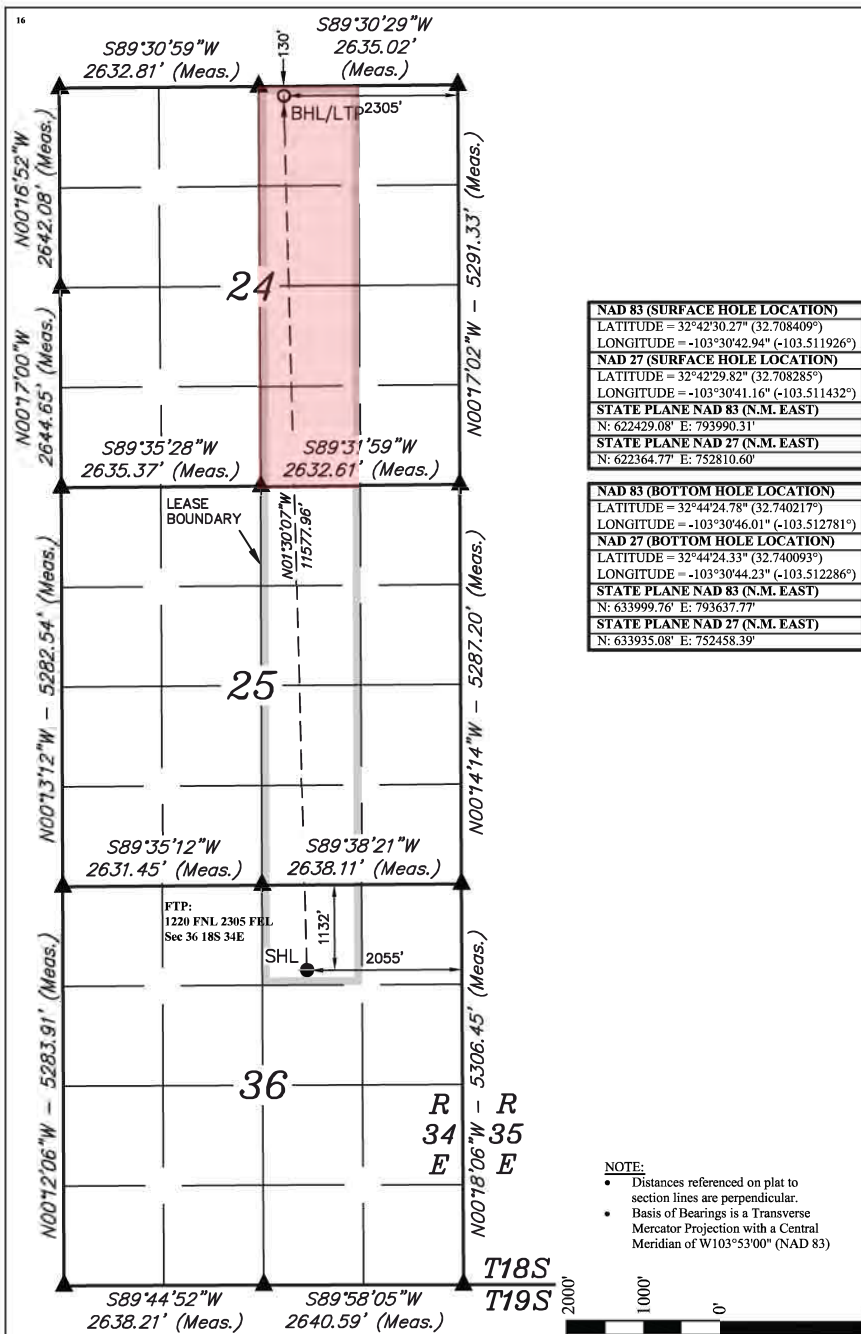 16
S89°30'59"W
2632.81' (Meas.)
S89°30'29"W
2635.02'
(Meas.)
130'
BHL/LTP
2305'
N00°16'52"W
2642.08' (Meas.)
24
N00°17'02"W - 5291.33' (Meas.)
N00°17'00"W
2644.65' (Meas.)
S89°35'28"W
2635.37' (Meas.)
S89°31'59"W
2632.61' (Meas.)
LEASE
BOUNDARY
N01°30'07"W
11577.96'
N00°13'12"W - 5282.54' (Meas.)
25
N00°14'14"W - 5287.20' (Meas.)
S89°35'12"W
2631.45' (Meas.)
S89°38'21"W
2638.11' (Meas.)
FTP:
1220 FNL 2305 FEL
Sec 36 18S 34E
1132'
SHL
2055'
N00°12'06"W - 5283.91' (Meas.)
36
N00°18'06"W - 5306.45' (Meas.)
R R
34 35
E E
T18S
T19S
S89°44'52"W
2638.21' (Meas.)
S89°58'05"W
2640.59' (Meas.)
NAD 83 (SURFACE HOLE LOCATION)
LATITUDE = 32°42'30.27" (32.708409°)
LONGITUDE = -103°30'42.94" (-103.511926°)
NAD 27 (SURFACE HOLE LOCATION)
LATITUDE = 32°42'29.82" (32.708285°)
LONGITUDE = -103°30'41.16" (-103.511432°)
STATE PLANE NAD 83 (N.M. EAST)
N: 622429.08' E: 793990.31'
STATE PLANE NAD 27 (N.M. EAST)
N: 622364.77' E: 752810.60'
NAD 83 (BOTTOM HOLE LOCATION)
LATITUDE = 32°44'24.78" (32.740217°)
LONGITUDE = -103°30'46.01" (-103.512781°)
NAD 27 (BOTTOM HOLE LOCATION)
LATITUDE = 32°44'24.33" (32.740093°)
LONGITUDE = -103°30'44.23" (-103.512286°)
STATE PLANE NAD 83 (N.M. EAST)
N: 633999.76' E: 793637.77'
STATE PLANE NAD 27 (N.M. EAST)
N: 633935.08' E: 752458.39'
NOTE:
• Distances referenced on plat to
section lines are perpendicular.
• Basis of Bearings is a Transverse
Mercator Projection with a Central
Meridian of W103°53'00" (NAD 83)
2000'
1000'
0'